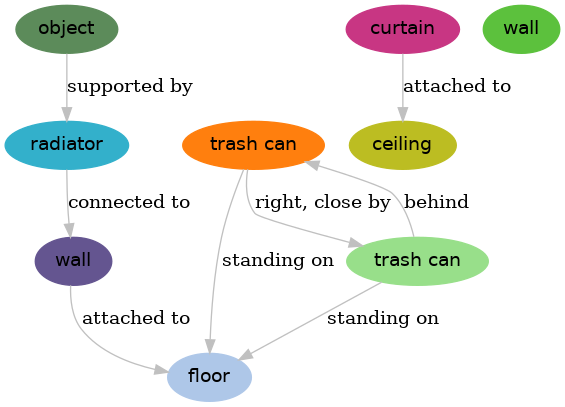 object
curtain
wall
supported by
attached to
radiator
trash can
ceiling
connected to
right, close by
behind
wall
standing on
trash can
attached to
standing on
floor